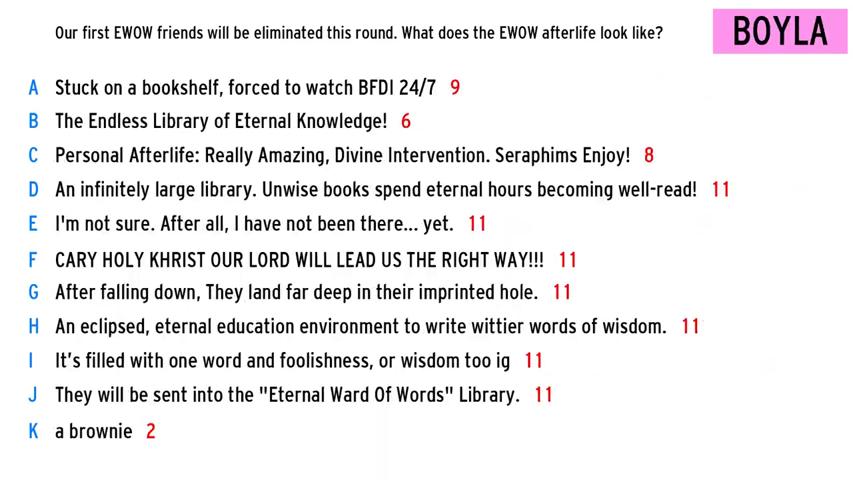 Our first EWOW friends will be eliminated this round. What does the EWOW afterlife look like?
BOYLA
A Stuck on a bookshelf, forced to watch BFDI 24/7 9
B The Endless Library of Eternal Knowledge! 6
C Personal Afterlife: Really Amazing, Divine Intervention. Seraphims Enjoy! 8
D An infinitely large library. Unwise books spend eternal hours becoming well-read! 11
E I'm not sure. After all, I have not been there... yet. 11
F CARY HOLY KHRIST OUR LORD WILL LEAD US THE RIGHT WAY!!! 11
G After falling down, They land far deep in their imprinted hole. 11
H An eclipsed, eternal education environment to write wittier words of wisdom. 11
I It’s filled with one word and foolishness, or wisdom too ig 11
J They will be sent into the "Eternal Ward Of Words" Library. 11
K a brownie 2